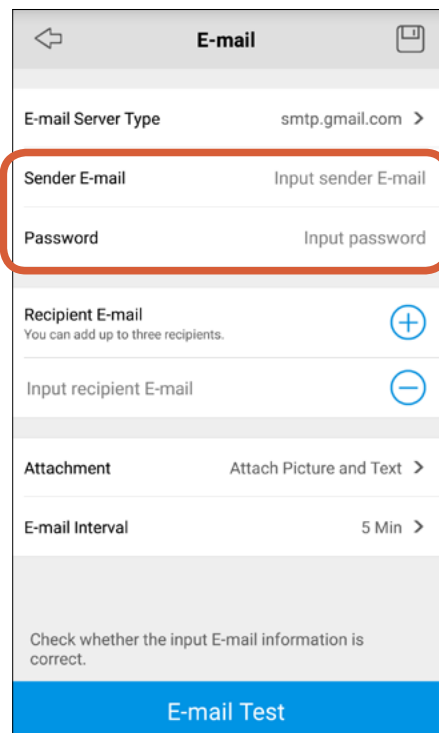 E-mail
E-mail Server Type smtp.gmail.com >
Sender E-mail Input sender E-mail
Password Input password
Recipient E-mail
You can add up to three recipients.
Input recipient E-mail
Attachment Attach Picture and Text >
E-mail Interval 5 Min >
Check whether the input E-mail information is
correct.
E-mail Test